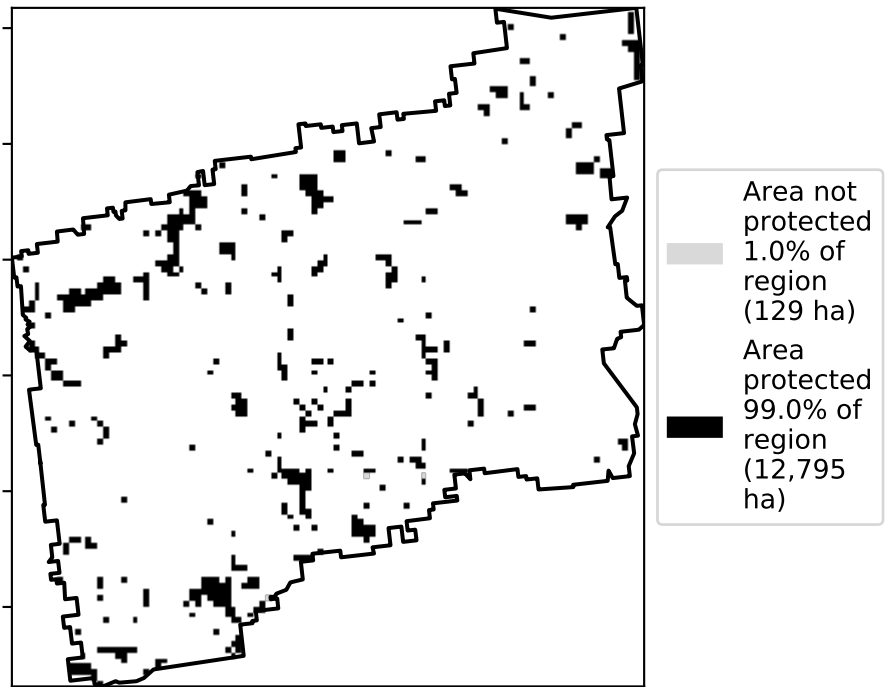 Area not
protected
1.0% of
region
(129 ha)
Area
protected
99.0% of
region
(12,795
ha)